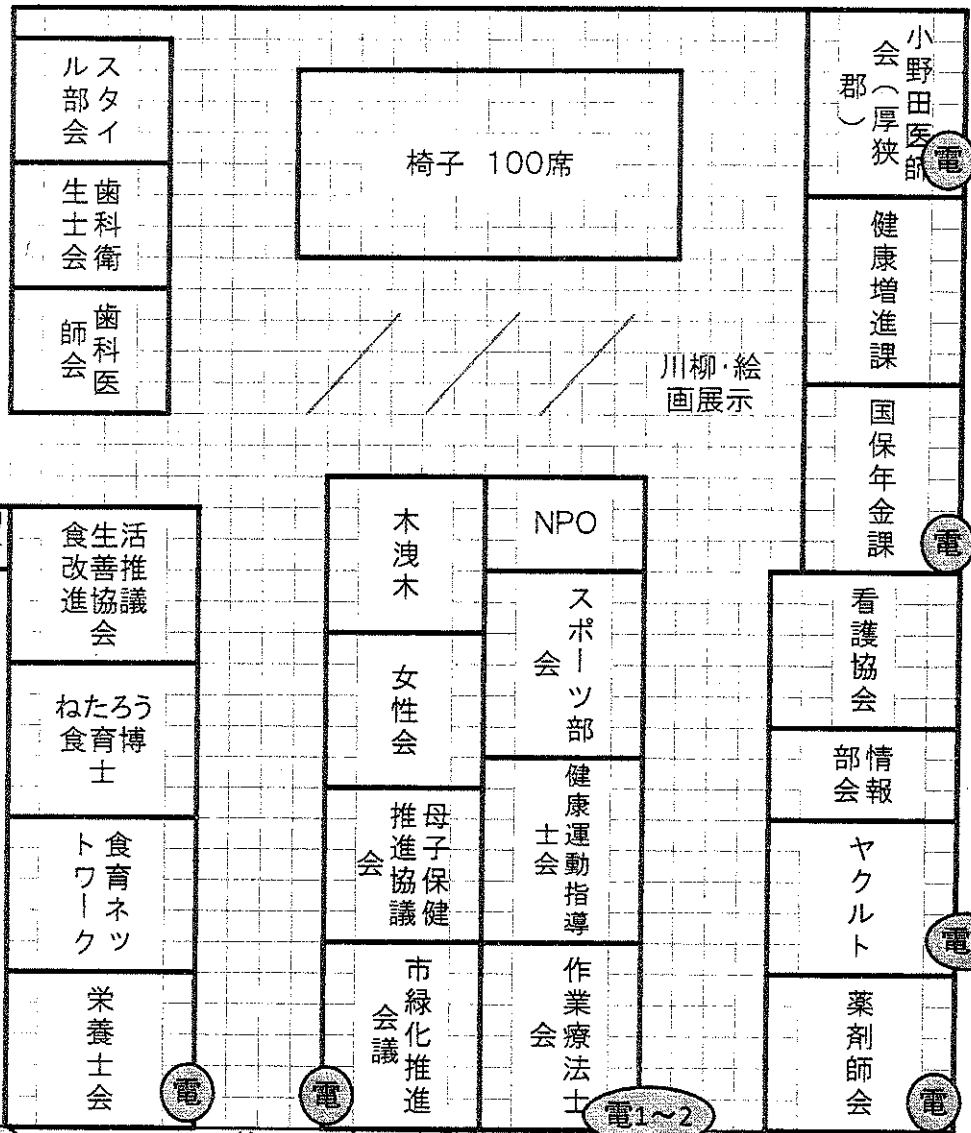 スタイ
ル部会
歯科衛
生士会
歯科医
師会
椅子 100席
川柳・絵
画展示
小野田医師
会（厚狭
郡）
電
健康増進課
国保年金課
電
看護協会
情報
部会
ヤクルト
電
薬剤師会
電
食生活
改善推
進協議
会
ねたろう
食育博
士
食育ネッ
トワーク
栄養士会
電
木洩木
女性会
母子保健
推進協議
会
市緑化推進
会議
電
NPO
スポーツ部
会
健康運動指導
士会
作業療法士
会
電1～2